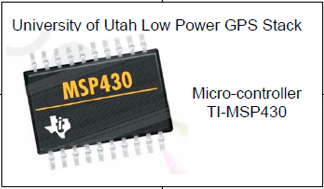 University of Utah Low Power GPS Stack
MSP430
Micro-controller
TI-MSP430